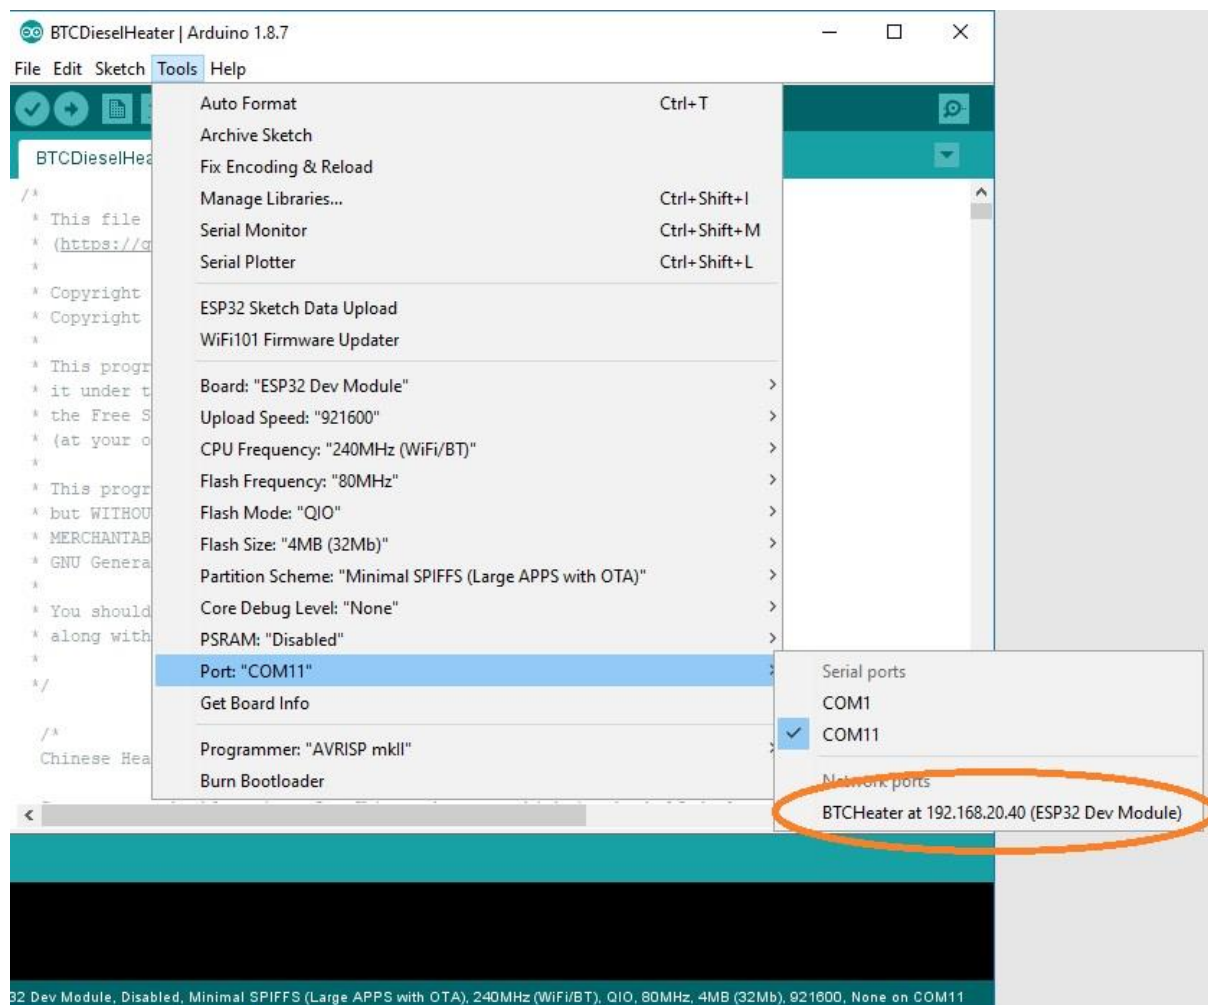 BTCDieselHeater | Arduino 1.8.7
File Edit Sketch Tools Help
BTCDieselHea
/*
* This file
* (https://g
*
* Copyright
* Copyright
*
* This progr
* it under t
* the Free S
* (at your o
*
* This progr
* but WITHOU
* MERCHANTAB
* GNU Genera
*
* You should
* along with
*
*/
/*
Chinese Hea
Auto Format Ctrl+T
Archive Sketch
Fix Encoding & Reload
Manage Libraries... Ctrl+Shift+I
Serial Monitor Ctrl+Shift+M
Serial Plotter Ctrl+Shift+L
ESP32 Sketch Data Upload
WiFi101 Firmware Updater
Board: "ESP32 Dev Module"
Upload Speed: "921600"
CPU Frequency: "240MHz (WiFi/BT)"
Flash Frequency: "80MHz"
Flash Mode: "QIO"
Flash Size: "4MB (32Mb)"
Partition Scheme: "Minimal SPIFFS (Large APPS with OTA)"
Core Debug Level: "None"
PSRAM: "Disabled"
Port: "COM11"
Get Board Info
Programmer: "AVRISP mkII"
Burn Bootloader
Serial ports
COM1
COM11
Network ports
BTCHeater at 192.168.20.40 (ESP32 Dev Module)
32 Dev Module, Disabled, Minimal SPIFFS (Large APPS with OTA), 240MHz (WiFi/BT), QIO, 80MHz, 4MB (32Mb), 921600, None on COM11